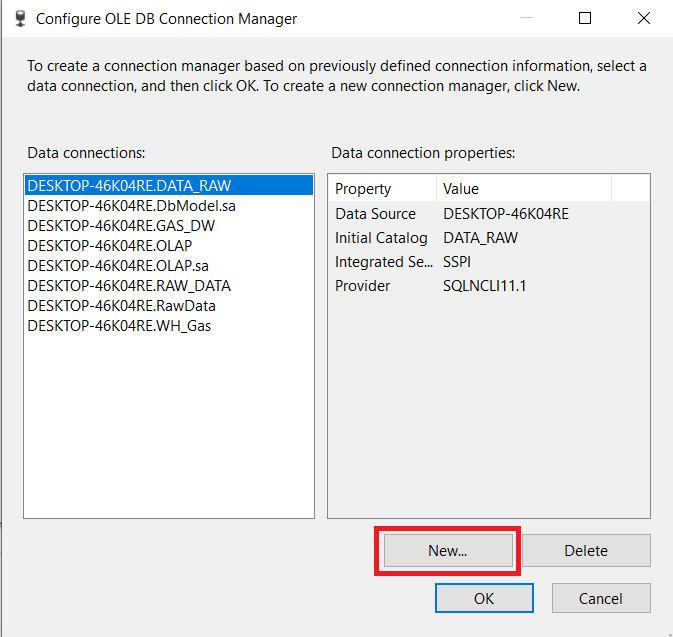 Configure OLE DB Connection Manager
To create a connection manager based on previously defined connection information, select a
data connection, and then click OK. To create a new connection manager, click New.
Data connections:
DESKTOP-46K04RE.DATA_RAW
DESKTOP-46K04RE.DbModel.sa
DESKTOP-46K04RE.GAS_DW
DESKTOP-46K04RE.OLAP
DESKTOP-46K04RE.OLAP.sa
DESKTOP-46K04RE.RAW_DATA
DESKTOP-46K04RE.RawData
DESKTOP-46K04RE.WH_Gas
Data connection properties:
Property Value
Data Source DESKTOP-46K04RE
Initial Catalog DATA_RAW
Integrated Se... SSPI
Provider SQLNCLI11.1
New... Delete
OK Cancel